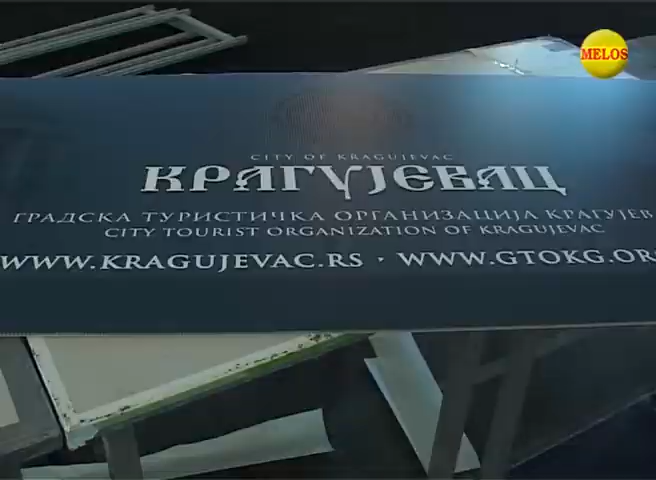 MELOS
CITY OF KRAGUJEVAC
КРАГУЈЕВАЦ
ГРАДСКА ТУРИСТИЧКА ОРГАНИЗАЦИЈА КРАГУЈЕВ
CITY TOURIST ORGANIZATION OF KRAGUJEVAC
WWW.KRAGUJEVAC.RS · WWW.GTOKG.OR